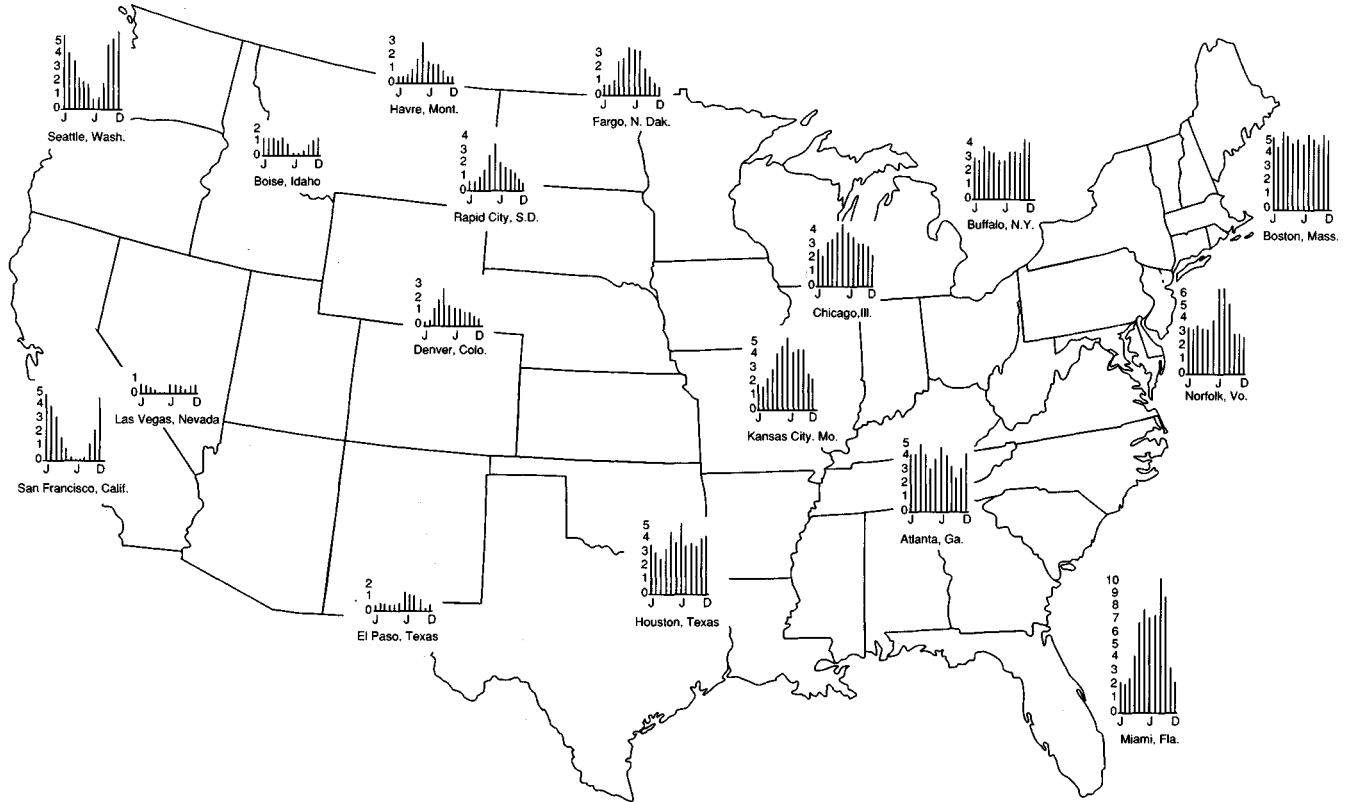 5
4
3
2
1
0
J J D
Seattle, Wash.
2
1
0
J J D
Boise, Idaho
3
2
1
0
J J D
Havre, Mont.
3
2
1
0
J J D
Fargo, N. Dak.
4
3
2
1
0
J J D
Rapid City, S.D.
4
3
2
1
0
J J D
Buffalo, N.Y.
5
4
3
2
1
0
J J D
Boston, Mass.
4
3
2
1
0
J J D
Chicago,Ill.
3
2
1
0
J J D
Denver, Colo.
6
5
4
3
2
1
0
J J D
Norfolk, Vo.
5
4
3
2
1
0
J J D
Kansas City. Mo.
1
0
J J D
Las Vegas, Nevada
5
4
3
2
1
0
J J D
San Francisco, Calif.
5
4
3
2
1
0
J J D
Atlanta, Ga.
5
4
3
2
1
0
J J D
Houston, Texas
2
1
0
J J D
El Paso, Texas
10
9
8
7
6
5
4
3
2
1
0
J J D
Miami, Fla.